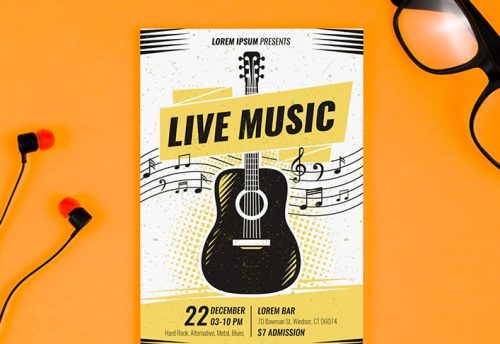 LOREM IPSUM PRESENTS
LIVE MUSIC
22 DECEMBER
03-10 PM
Hard Rock, Alternative, Metal, Blues
LOREM BAR
70 Bowman St. Windsor, CT 06074
S7 ADMISSION